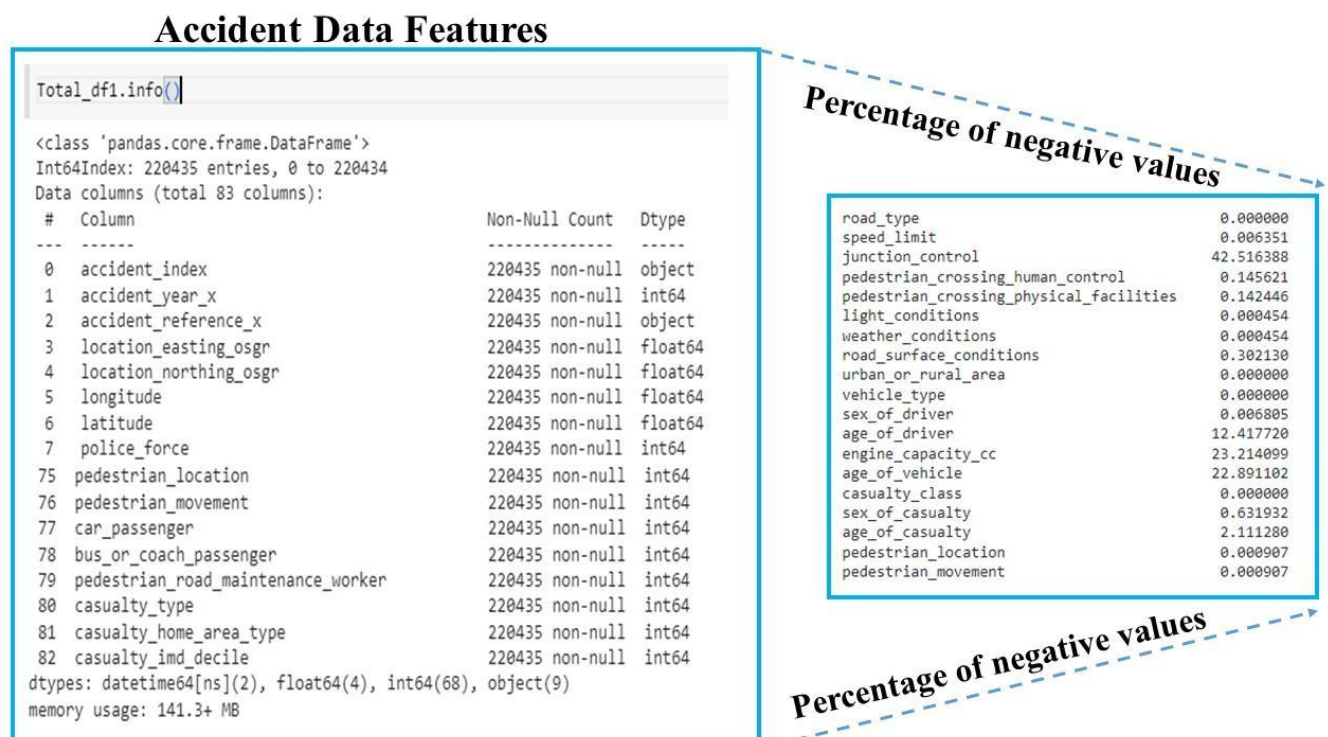 Accident Data Features
Total_df1.info()
<class 'pandas.core.frame.DataFrame'>
Int64Index: 220435 entries, 0 to 220434
Data columns (total 83 columns):
# Column Non-Null Count Dtype
--- ------ -------------- -----
0 accident_index 220435 non-null object
1 accident_year_x 220435 non-null int64
2 accident_reference_x 220435 non-null object
3 location_easting_osgr 220435 non-null float64
4 location_northing_osgr 220435 non-null float64
5 longitude 220435 non-null float64
6 latitude 220435 non-null float64
7 police_force 220435 non-null int64
75 pedestrian_location 220435 non-null int64
76 pedestrian_movement 220435 non-null int64
77 car_passenger 220435 non-null int64
78 bus_or_coach_passenger 220435 non-null int64
79 pedestrian_road_maintenance_worker 220435 non-null int64
80 casualty_type 220435 non-null int64
81 casualty_home_area_type 220435 non-null int64
82 casualty_imd_decile 220435 non-null int64
dtypes: datetime64[ns](2), float64(4), int64(68), object(9)
memory usage: 141.3+ MB
Percentage of negative values
road_type 0.000000
speed_limit 0.006351
junction_control 42.516388
pedestrian_crossing_human_control 0.145621
pedestrian_crossing_physical_facilities 0.142446
light_conditions 0.000454
weather_conditions 0.000454
road_surface_conditions 0.302130
urban_or_rural_area 0.000000
vehicle_type 0.000000
sex_of_driver 0.006805
age_of_driver 12.417720
engine_capacity_cc 23.214099
age_of_vehicle 22.891102
casualty_class 0.000000
sex_of_casualty 0.631932
age_of_casualty 2.111280
pedestrian_location 0.000907
pedestrian_movement 0.000907
Percentage of negative values